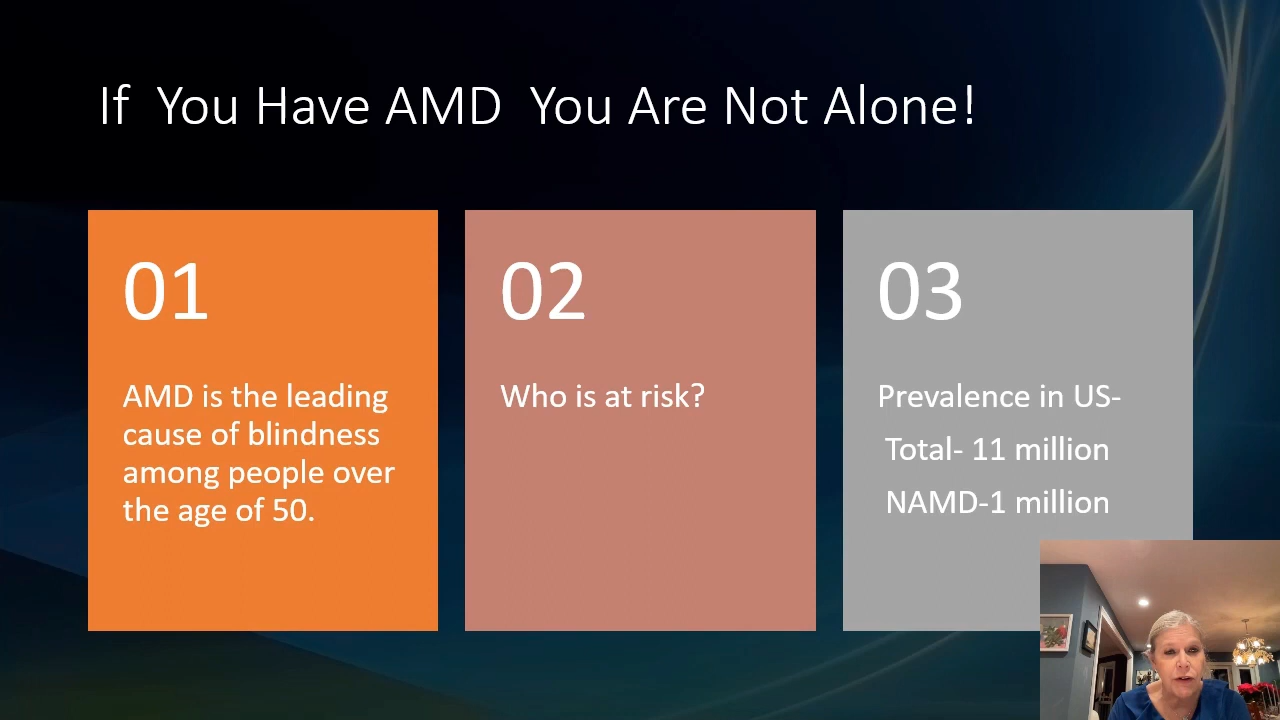 If  You Have AMD  You Are Not Alone!
01
AMD is the leading
cause of blindness
among people over
the age of 50.
02
Who is at risk?
03
Prevalence in US-
Total- 11 million
NAMD-1 million